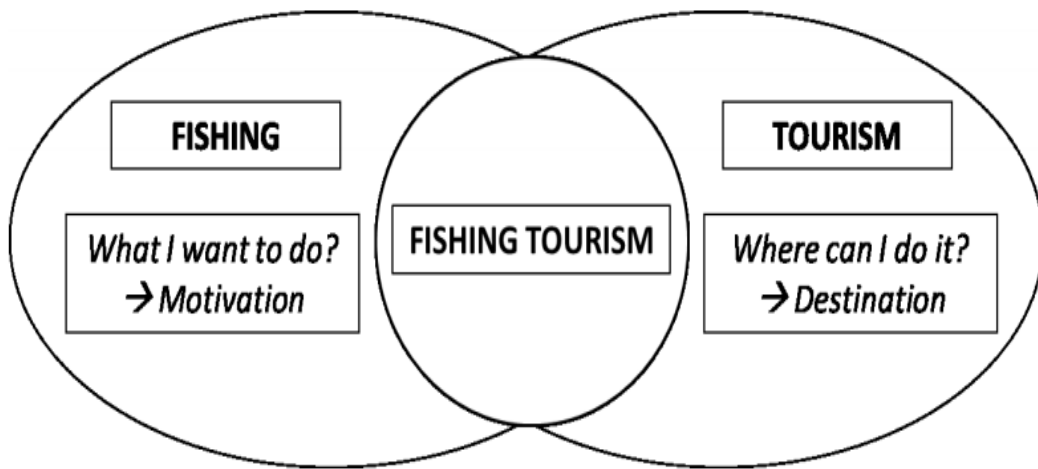 FISHING
What I want to do?
→ Motivation
FISHING TOURISM
TOURISM
Where can I do it?
→ Destination